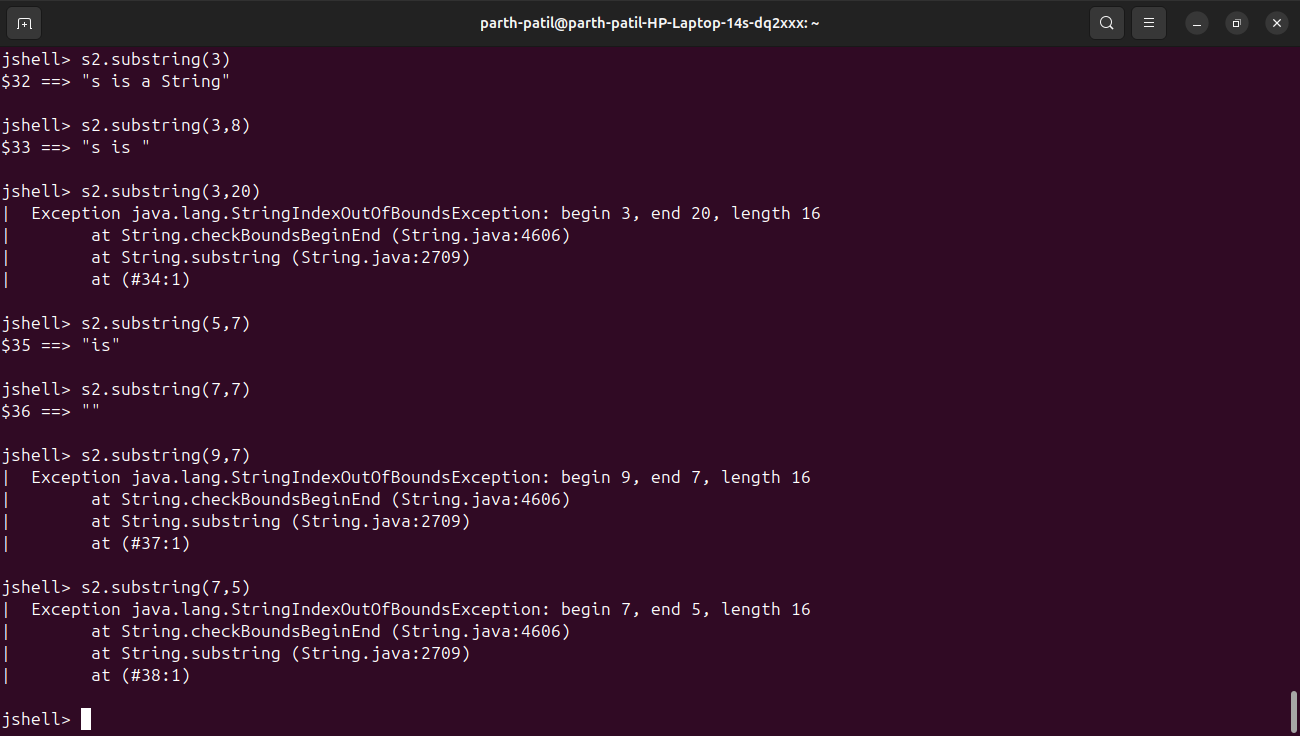 parth-patil@parth-patil-HP-Laptop-14s-dq2xxx: ~
jshell> s2.substring(3)
$32 ==> "s is a String"
jshell> s2.substring(3,8)
$33 ==> "s is "
jshell> s2.substring(3,20)
|  Exception java.lang.StringIndexOutOfBoundsException: begin 3, end 20, length 16
|        at String.checkBoundsBeginEnd (String.java:4606)
|        at String.substring (String.java:2709)
|        at (#34:1)
jshell> s2.substring(5,7)
$35 ==> "is"
jshell> s2.substring(7,7)
$36 ==> ""
jshell> s2.substring(9,7)
|  Exception java.lang.StringIndexOutOfBoundsException: begin 9, end 7, length 16
|        at String.checkBoundsBeginEnd (String.java:4606)
|        at String.substring (String.java:2709)
|        at (#37:1)
jshell> s2.substring(7,5)
|  Exception java.lang.StringIndexOutOfBoundsException: begin 7, end 5, length 16
|        at String.checkBoundsBeginEnd (String.java:4606)
|        at String.substring (String.java:2709)
|        at (#38:1)
jshell>